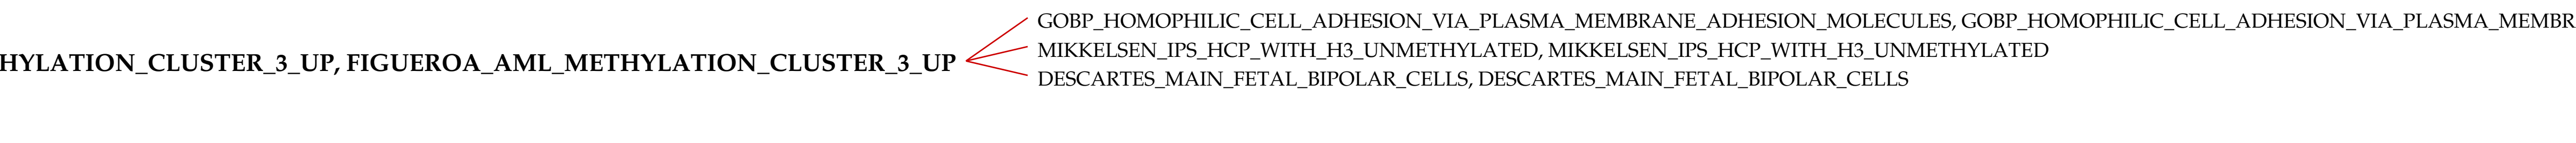 GOBP_HOMOPHILIC_CELL_ADHESION_VIA_PLASMA_MEMBRANE_ADHESION_MOLECULES, GOBP_HOMOPHILIC_CELL_ADHESION_VIA_PLASMA_MEMBR
HYLATION_CLUSTER_3_UP, FIGUEROA_AML_METHYLATION_CLUSTER_3_UP
MIKKELSEN_IPS_HCP_WITH_H3_UNMETHYLATED, MIKKELSEN_IPS_HCP_WITH_H3_UNMETHYLATED
DESCARTES_MAIN_FETAL_BIPOLAR_CELLS, DESCARTES_MAIN_FETAL_BIPOLAR_CELLS